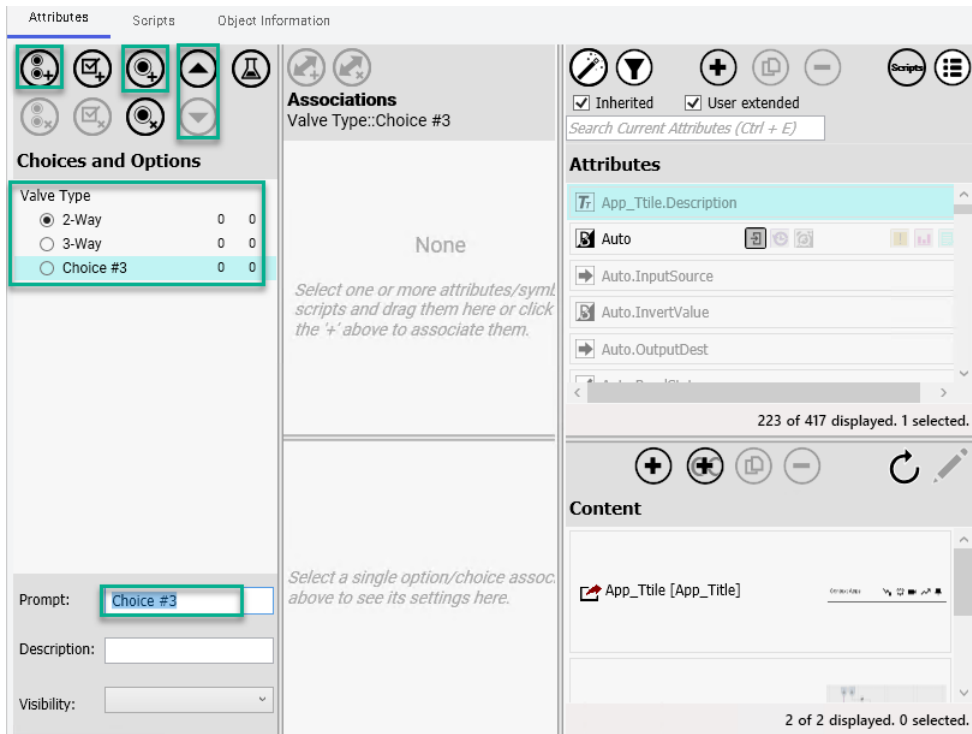 Attributes
Scripts
Object Information
Choices and Options
Valve Type
2-Way 0 0
3-Way 0 0
Choice #3 0 0
Prompt: Choice #3
Description:
Visibility:
Associations
Valve Type::Choice #3
None
Select one or more attributes/symb
scripts and drag them here or click
the '+' above to associate them.
Select a single option/choice assoc
above to see its settings here.
Scripts
Inherited
User extended
Search Current Attributes (Ctrl + E)
Attributes
App_Ttile.Description
Auto
Auto.InputSource
Auto.InvertValue
Auto.OutputDest
223 of 417 displayed. 1 selected.
Content
App_Ttile [App_Title]
2 of 2 displayed. 0 selected.